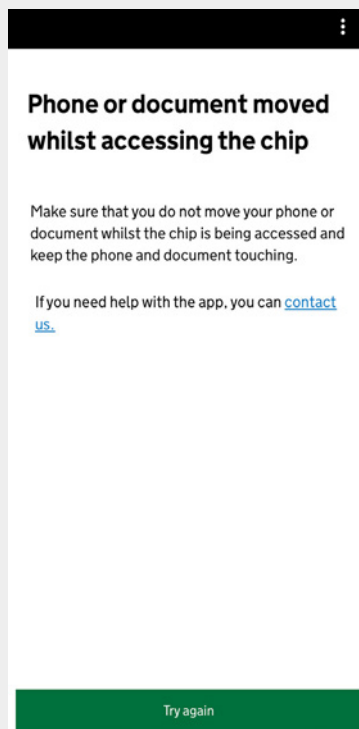 Phone or document moved
whilst accessing the chip
Make sure that you do not move your phone or
document whilst the chip is being accessed and
keep the phone and document touching.
If you need help with the app, you can contact
us.
Try again